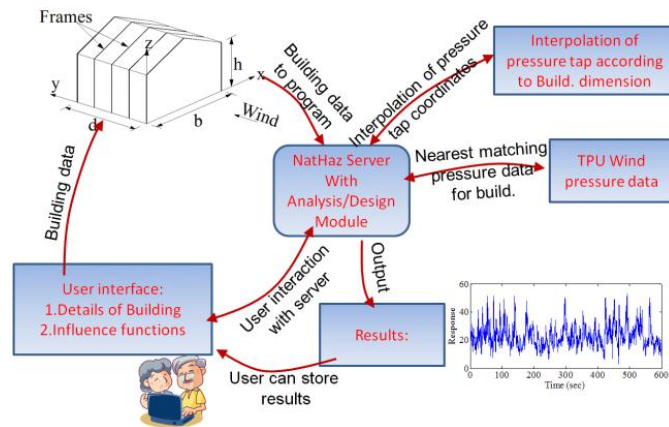 Frames
z
y
x
h
d
b
Wind
Building data
to program
Interpolation of pressure
tap coordinates
Interpolation of
pressure tap according
to Build. dimension
NatHaz Server
With
Analysis/Design
Module
Nearest matching
pressure data
for build.
TPU Wind
pressure data
Building data
User interface:
1.Details of Building
2.Influence functions
User interaction
with server
Output
Results:
User can store
results
Response
60
40
20
0
0
100
200
300
400
500
600
Time (sec)